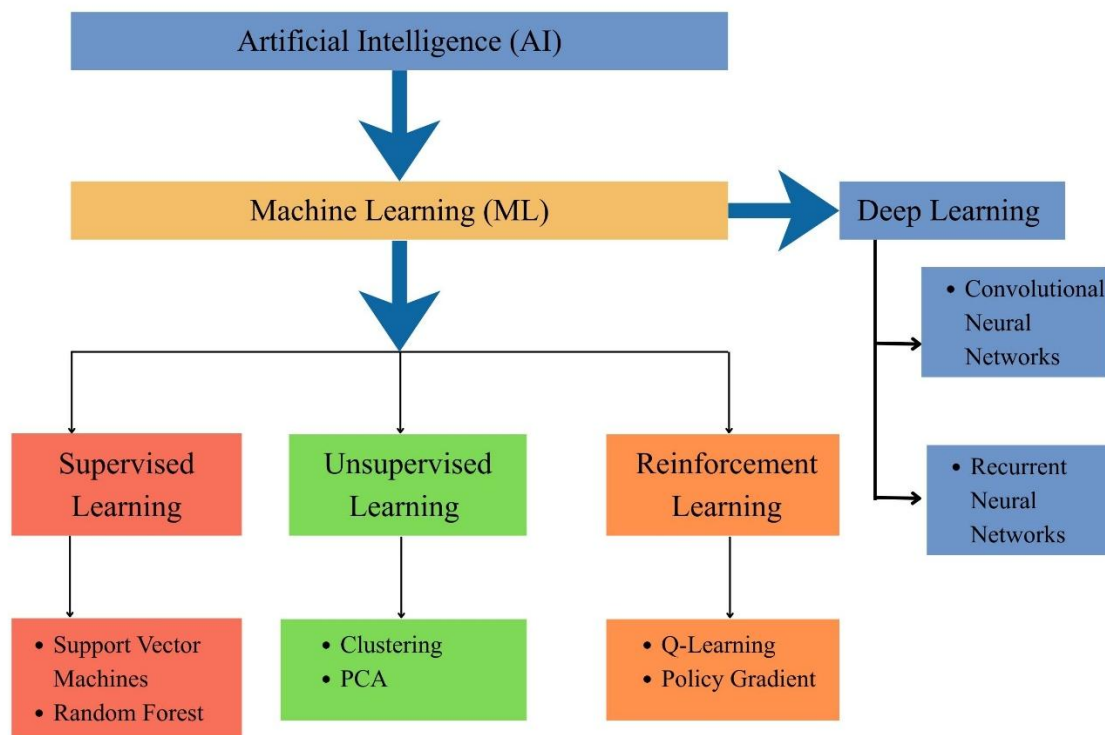 Artificial Intelligence (AI)
Machine Learning (ML)
Deep Learning
• Convolutional
Neural
Networks
• Recurrent
Neural
Networks
Supervised
Learning
Unsupervised
Learning
Reinforcement
Learning
• Support Vector
Machines
• Random Forest
• Clustering
• PCA
• Q-Learning
• Policy Gradient